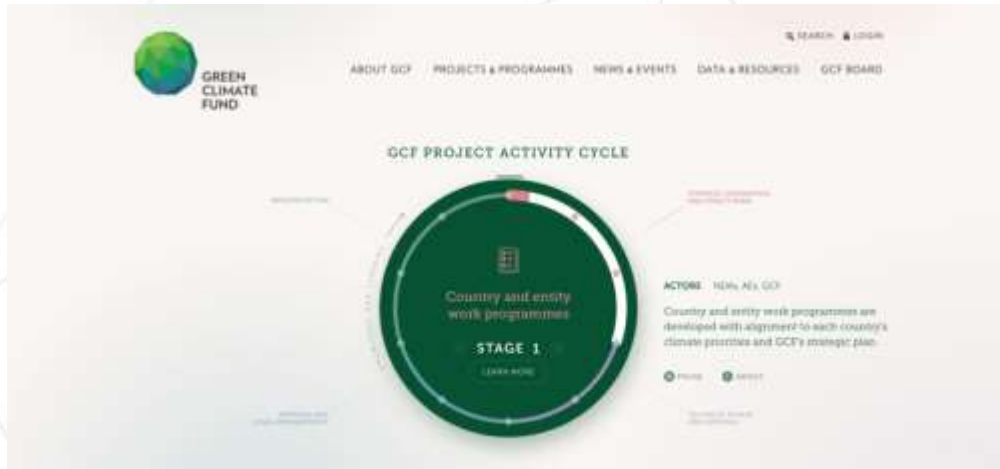 SEARCH LOGIN
GREEN
CLIMATE
FUND
ABOUT GCF PROJECTS & PROGRAMMES NEWS & EVENTS DATA & RESOURCES GCF BOARD
GCF PROJECT ACTIVITY CYCLE
Country and entity
work programmes
STAGE 1
LEARN MORE
ACTORS NDAs, AEs, GCF
Country and entity work programmes are
developed with alignment to each country's
climate priorities and GCF's strategic plan.